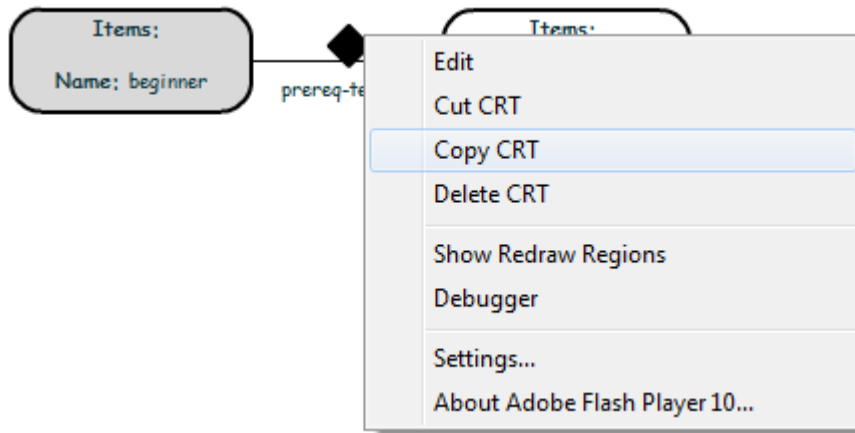 Items:
Name: beginner
Items:
Edit
Cut CRT
Copy CRT
Delete CRT
Show Redraw Regions
Debugger
Settings...
About Adobe Flash Player 10...